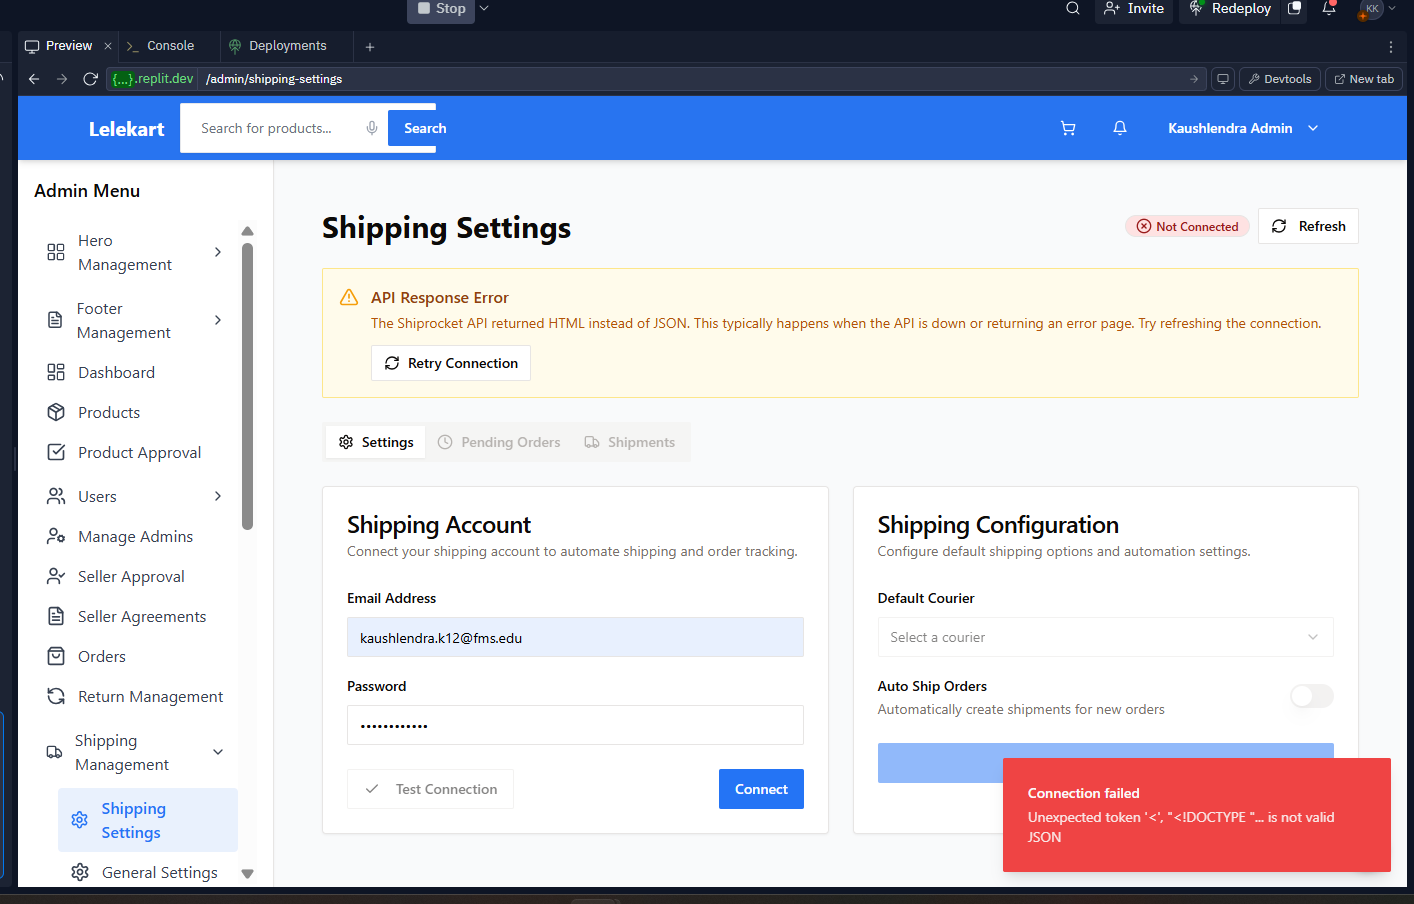 Stop
Invite
Redeploy
KK
Preview
Console
Deployments
{...}.replit.dev
/admin/shipping-settings
Devtools
New tab
Lelekart
Search for products...
Search
Kaushlendra Admin
Admin Menu
Hero
Management
Footer
Management
Dashboard
Products
Product Approval
Users
Manage Admins
Seller Approval
Seller Agreements
Orders
Return Management
Shipping
Management
Shipping
Settings
General Settings
Shipping Settings
Not Connected
Refresh
API Response Error
The Shiprocket API returned HTML instead of JSON. This typically happens when the API is down or returning an error page. Try refreshing the connection.
Retry Connection
Settings
Pending Orders
Shipments
Shipping Account
Connect your shipping account to automate shipping and order tracking.
Email Address
kaushlendra.k12@fms.edu
Password
••••••••••••
Test Connection
Connect
Shipping Configuration
Configure default shipping options and automation settings.
Default Courier
Select a courier
Auto Ship Orders
Automatically create shipments for new orders
Connection failed
Unexpected token '<', "<!DOCTYPE "... is not valid
JSON